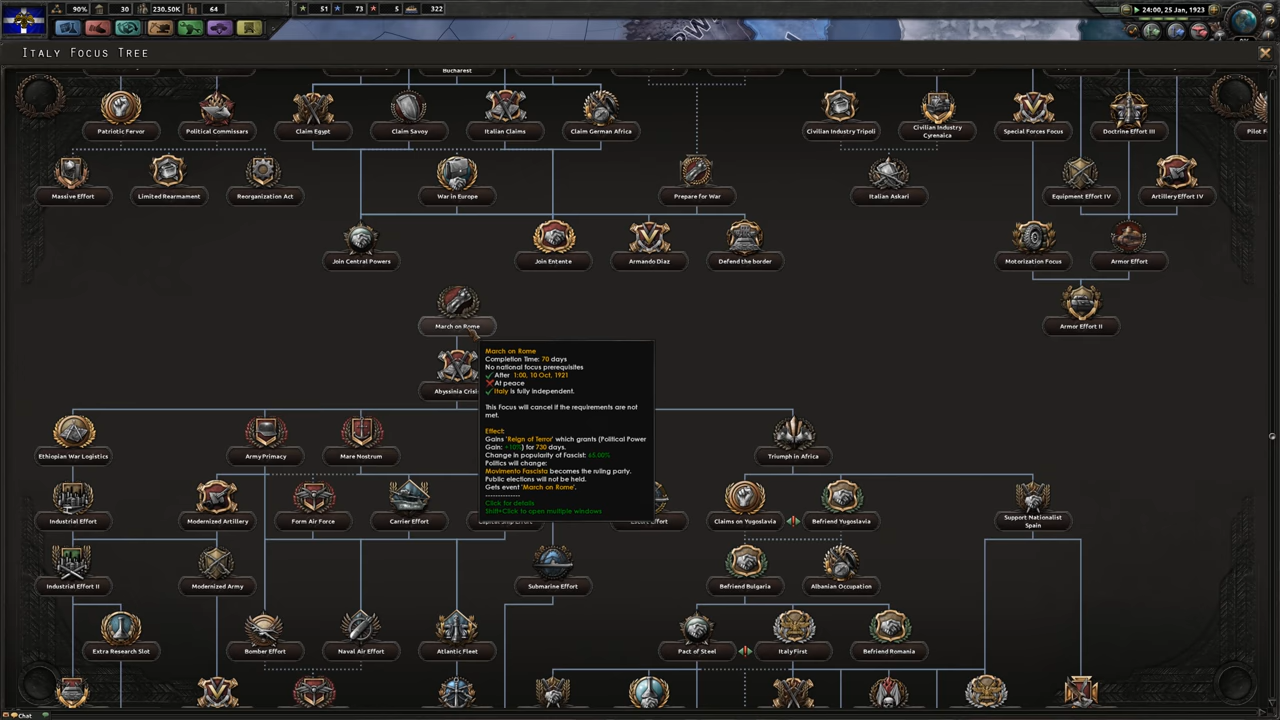 90%
30
230.50K
64
51
73
5
322
24:00, 25 Jan, 1923
Italy Focus Tree
Bucharest
Patriotic Fervor
Political Commissars
Claim Egypt
Claim Savoy
Italian Claims
Claim German Africa
Civilian Industry Tripoli
Civilian Industry
Cyrenaica
Special Forces Focus
Doctrine Effort III
Pilot F
Massive Effort
Limited Rearmament
Reorganization Act
War in Europe
Prepare for War
Italian Askari
Equipment Effort IV
Artillery Effort IV
Join Central Powers
Join Entente
Armando Diaz
Defend the border
Motorization Focus
Armor Effort
March on Rome
Armor Effort II
March on Rome
Completion Time: 70 days
No national focus prerequisites
After 1:00, 10 Oct, 1921
At peace
Italy is fully independent.
This Focus will cancel if the requirements are not
met.
Effect:
Gains 'Reign of Terror' which grants (Political Power
Gain: +10%) for 730 days.
Change in popularity of Fascist: 65.00%
Politics will change:
Movimento Fascista becomes the ruling party.
Public elections will not be held.
Gets event 'March on Rome'.
--------------
Click for details
Shift+Click to open multiple windows
Abyssinia Crisi
Ethiopian War Logistics
Army Primacy
Mare Nostrum
Triumph in Africa
Industrial Effort
Modernized Artillery
Form Air Force
Carrier Effort
Capital Ship Effort
Escort Effort
Claims on Yugoslavia
Befriend Yugoslavia
Support Nationalist
Spain
Industrial Effort II
Modernized Army
Submarine Effort
Befriend Bulgaria
Albanian Occupation
Extra Research Slot
Bomber Effort
Naval Air Effort
Atlantic Fleet
Pact of Steel
Italy First
Befriend Romania
Chat